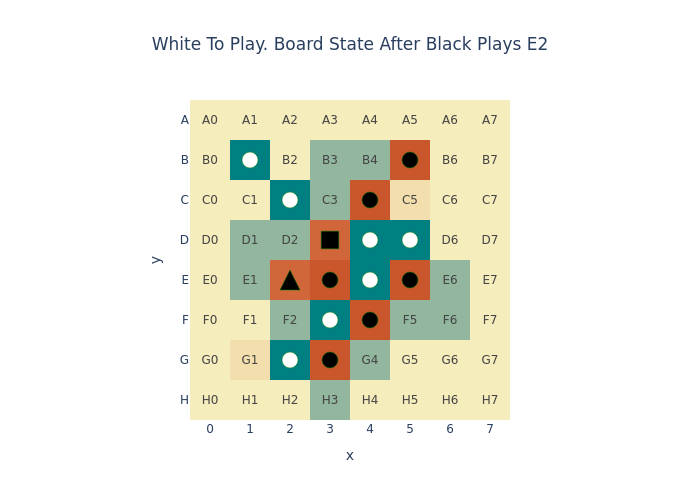 White To Play. Board State After Black Plays E2
A A0 A1 A2 A3 A4 A5 A6 A7
B B0 B2 B3 B4 B6 B7
C C0 C1 C3 C5 C6 C7
D D0 D1 D2 D6 D7
y
E E0 E1 E6 E7
F F0 F1 F2 F5 F6 F7
G G0 G1 G4 G5 G6 G7
H H0 H1 H2 H3 H4 H5 H6 H7
0 1 2 3 4 5 6 7
x